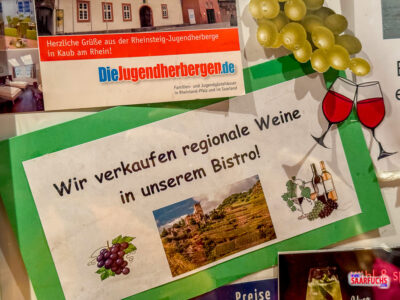 Herzliche Grüße aus der Rheinsteig-Jugendherberge
in Kaub am Rhein!
DieJugendherbergen.de
Familien- und Jugendgästehäuser
in Rheinland-Pfalz und im Saarland
Wir verkaufen regionale Weine
in unserem Bistro!
Preise
SAARFUCHS